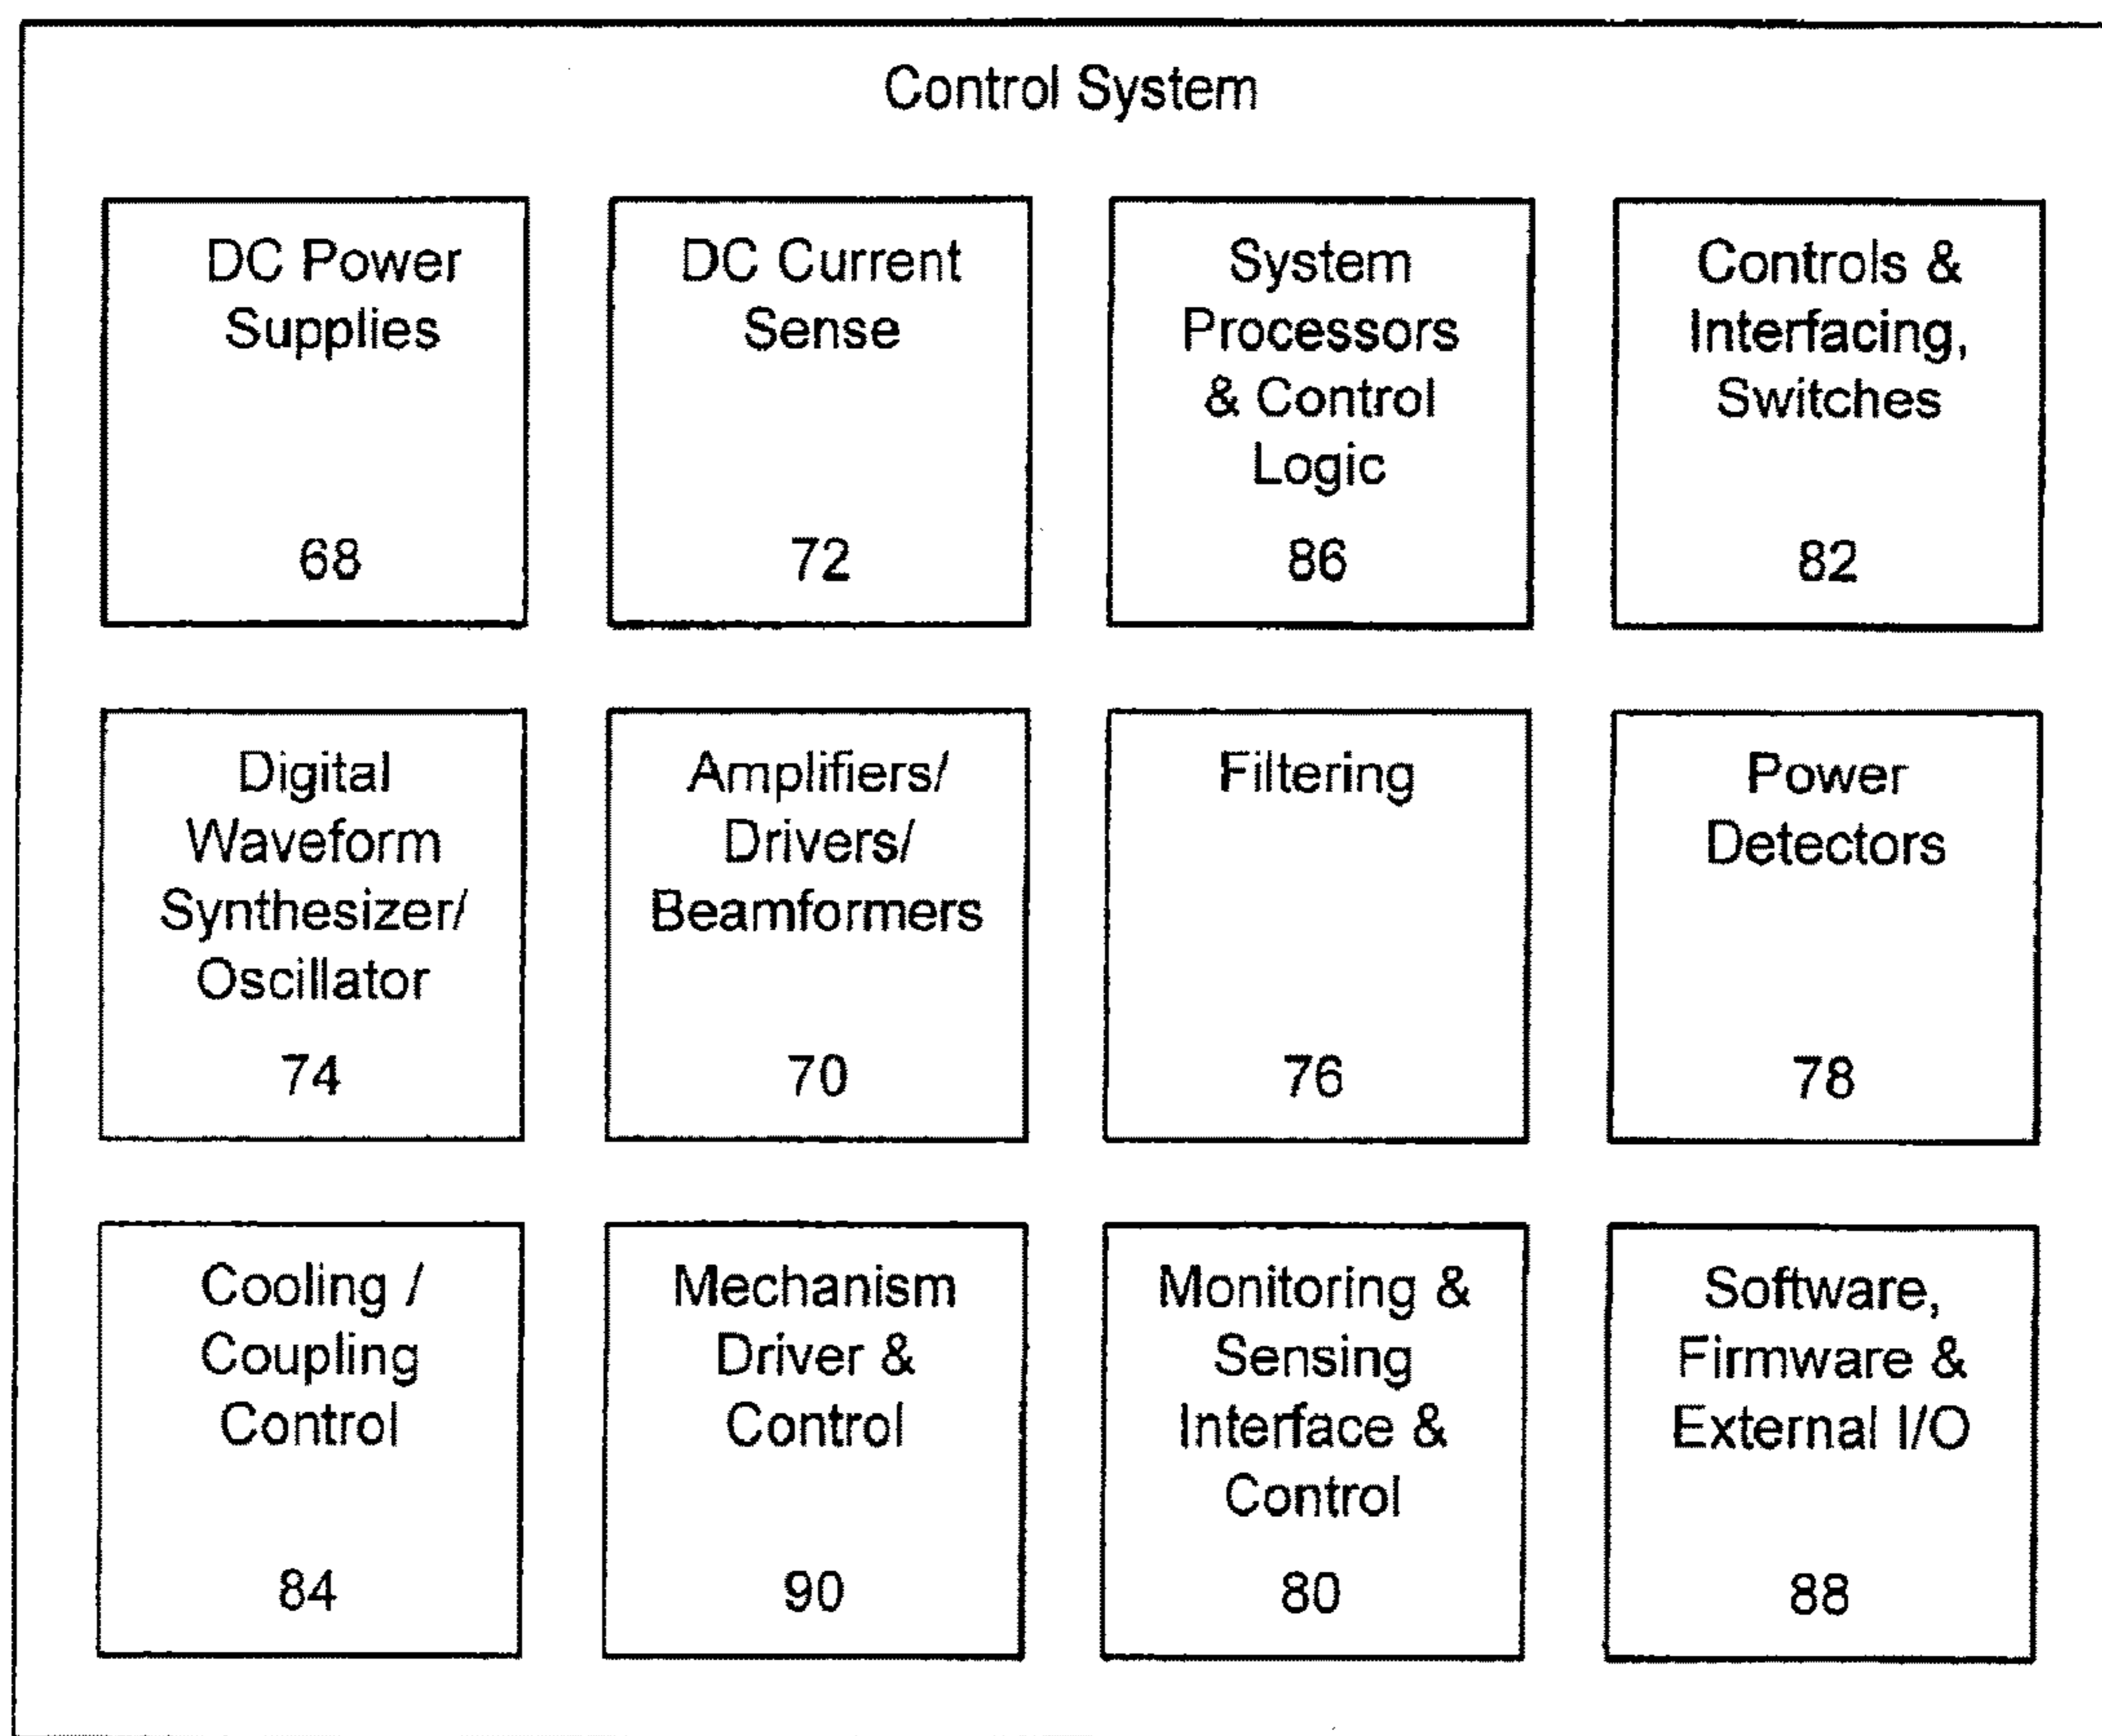 Control System
DC Power
Supplies
68
DC Current
Sense
72
System
Processors
& Control
Logic
86
Controls &
Interfacing,
Switches
82
Digital
Waveform
Synthesizer/
Oscillator
74
Amplifiers/
Drivers/
Beamformers
70
Filtering
76
Power
Detectors
78
Cooling /
Coupling
Control
84
Mechanism
Driver &
Control
90
Monitoring &
Sensing
Interface &
Control
80
Software,
Firmware &
External I/O
88